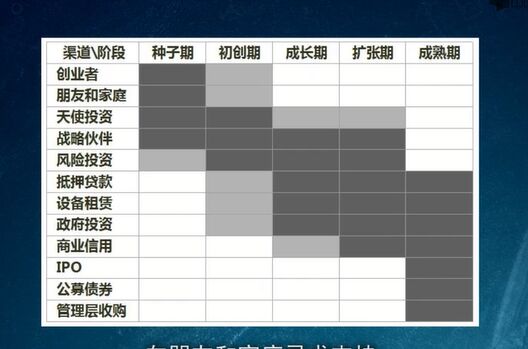 渠道\阶段 种子期 初创期 成长期 扩张期 成熟期
创业者
朋友和家庭
天使投资
战略伙伴
风险投资
抵押贷款
设备租赁
政府投资
商业信用
IPO
公募债券
管理层收购